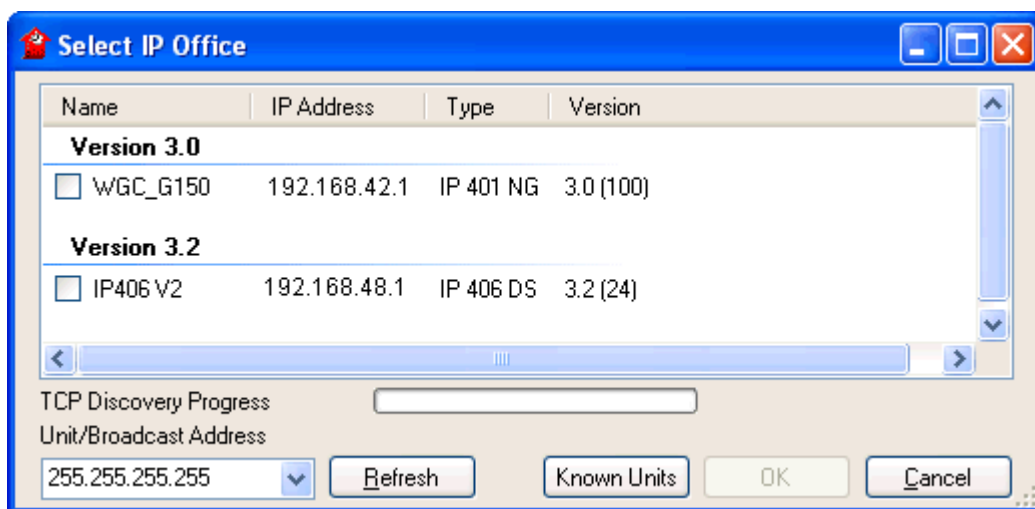 Select IP Office
Name IP Address Type Version
Version 3.0
WGC_G150 192.168.42.1 IP 401 NG 3.0 (100)
Version 3.2
IP406 V2 192.168.48.1 IP 406 DS 3.2 (24)
TCP Discovery Progress
Unit/Broadcast Address
255.255.255.255 Refresh Known Units OK Cancel